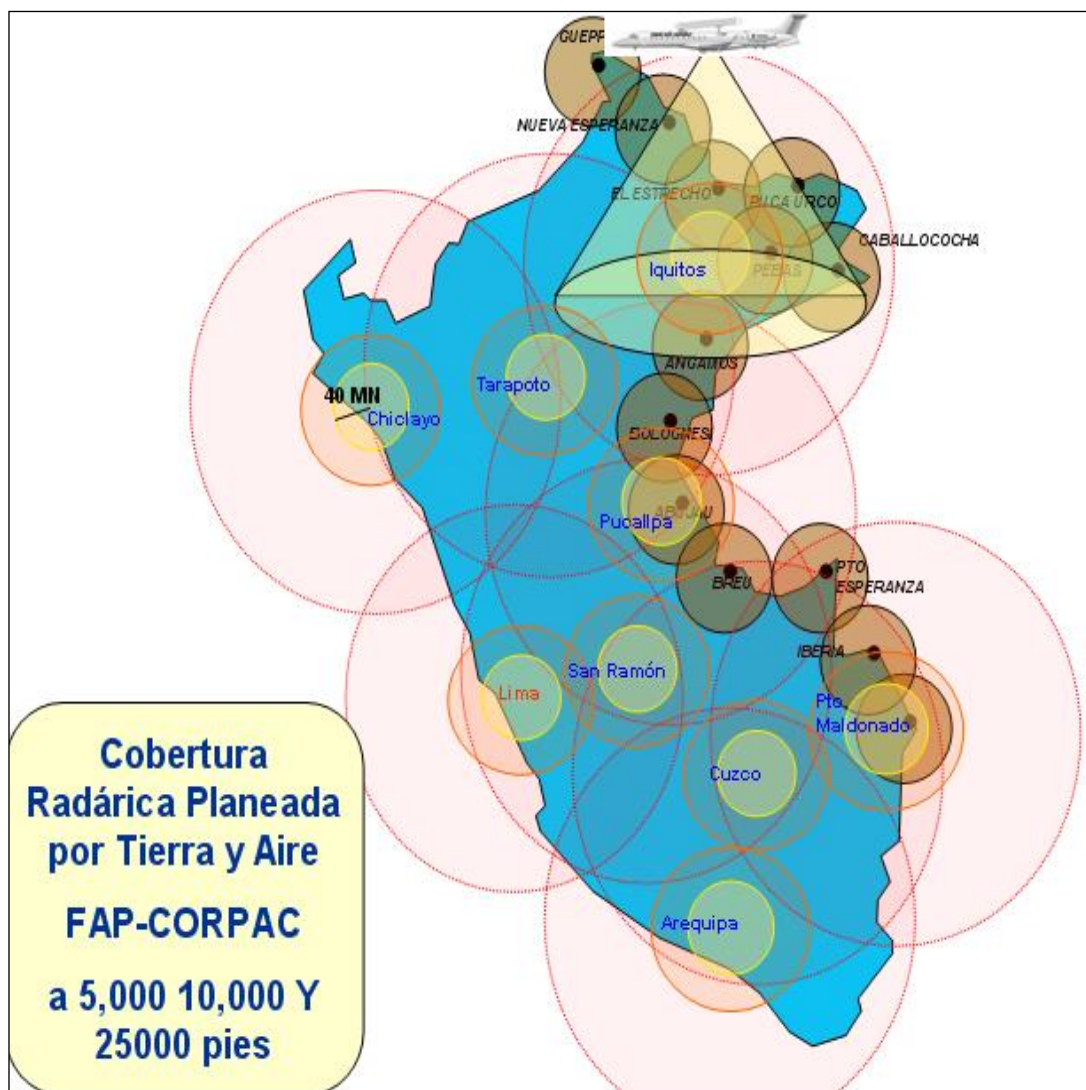 GUEPPI
NUEVA ESPERANZA
EL ESTRECHO
PUCA URCO
CABALLOCOCHA
Iquitos
PEBAS
ANGAMOS
Tarapoto
40 MN
Chiclayo
BOLOGNESI
ABUJAU
Pucallpa
BREU
PTO
ESPERANZA
IBERIA
San Ramón
Lima
Pto.
Maldonado
Cuzco
Arequipa
Cobertura
Radárica Planeada
por Tierra y Aire
FAP-CORPAC
a 5,000 10,000 Y
25000 pies